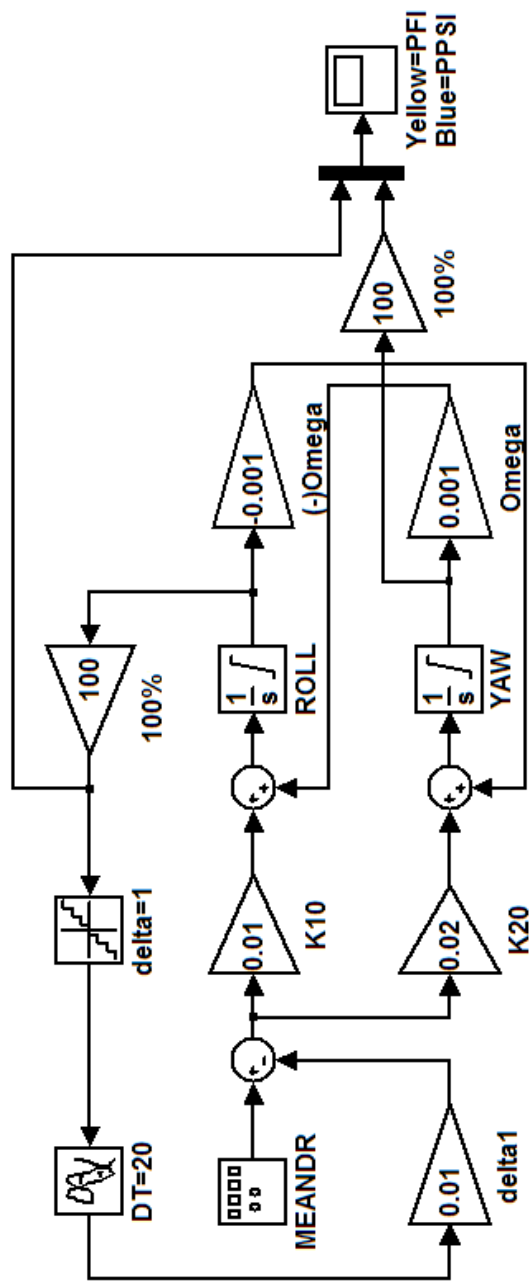 DT=20
delta=1
100
100%
MEANDR
0.01
K10
1
s
ROLL
-0.001
(-)Omega
100
100%
Yellow=PFI
Blue=PPSI
0.01
delta1
0.02
K20
1
s
YAW
0.001
Omega